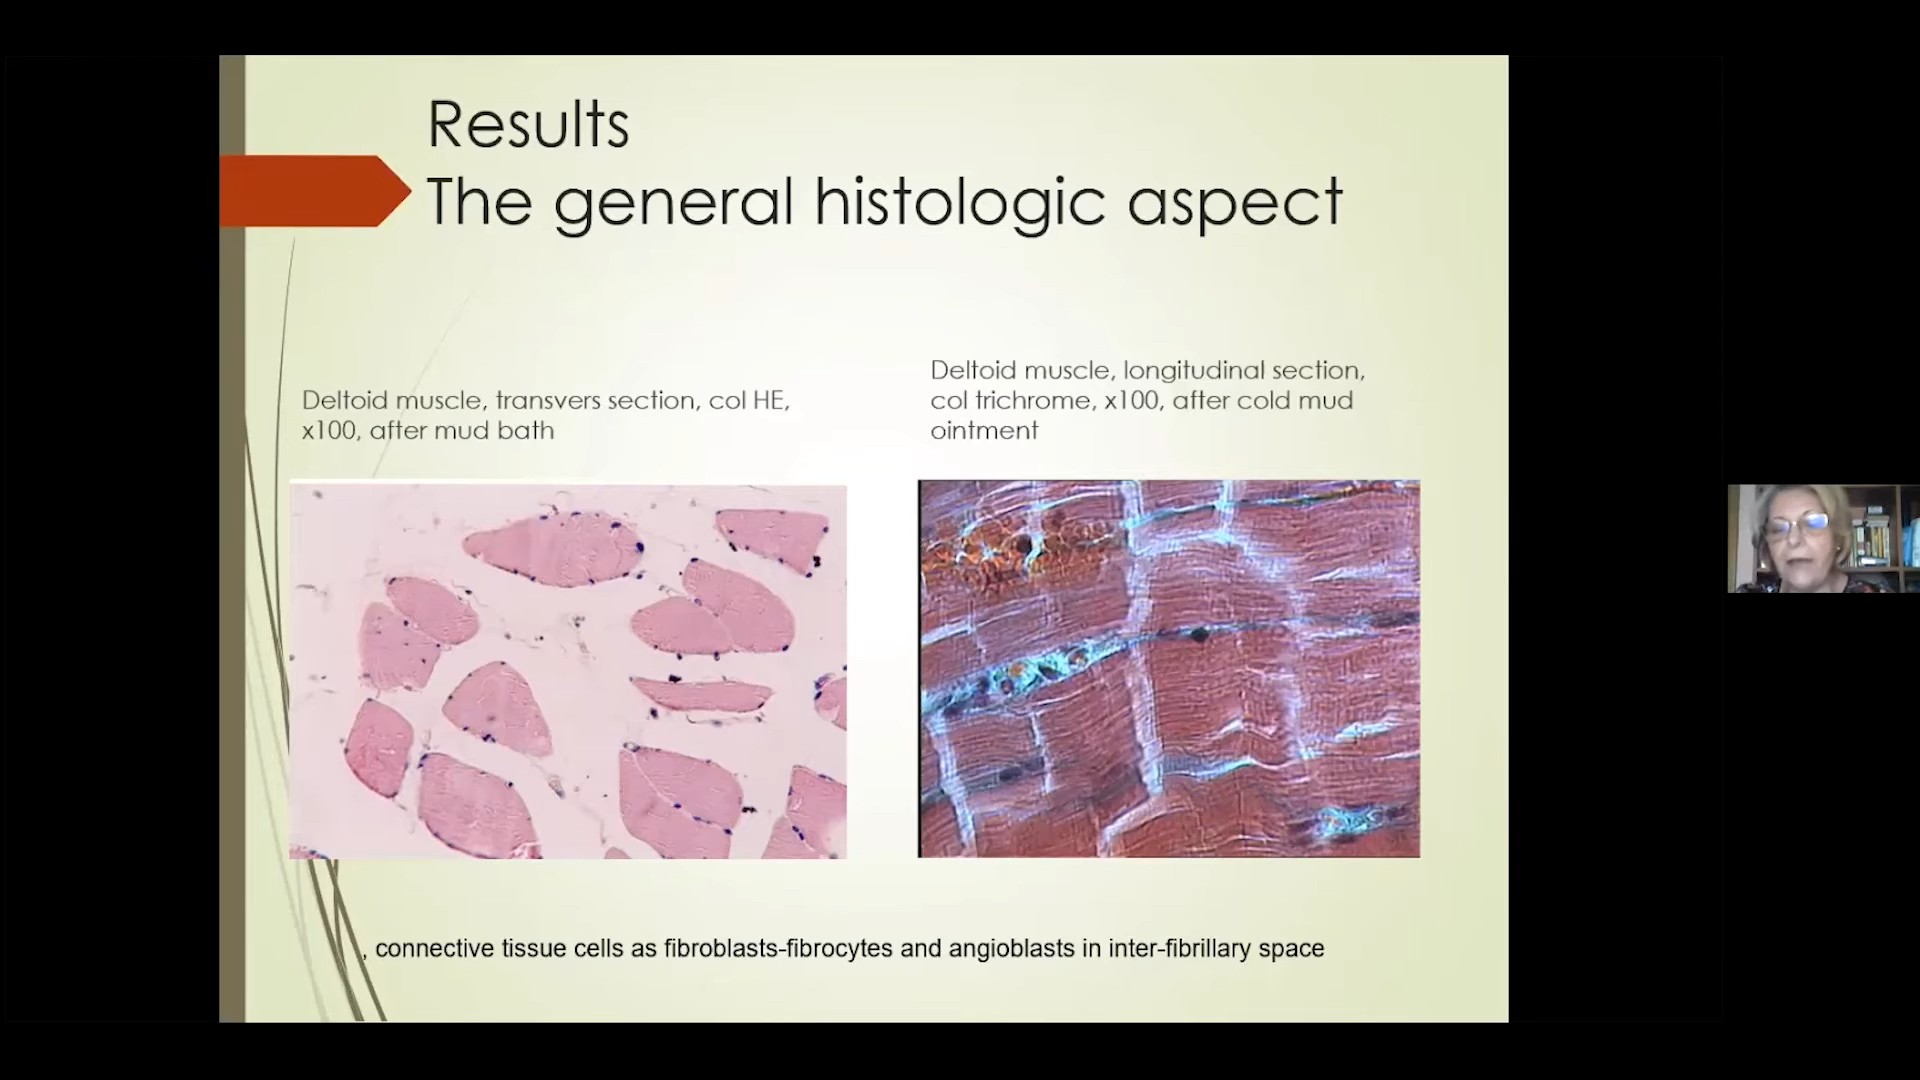 Results
The general histologic aspect
Deltoid muscle, transvers section, col HE,
x100, after mud bath
Deltoid muscle, longitudinal section,
col trichrome, x100, after cold mud
ointment
, connective tissue cells as fibroblasts-fibrocytes and angioblasts in inter-fibrillary space